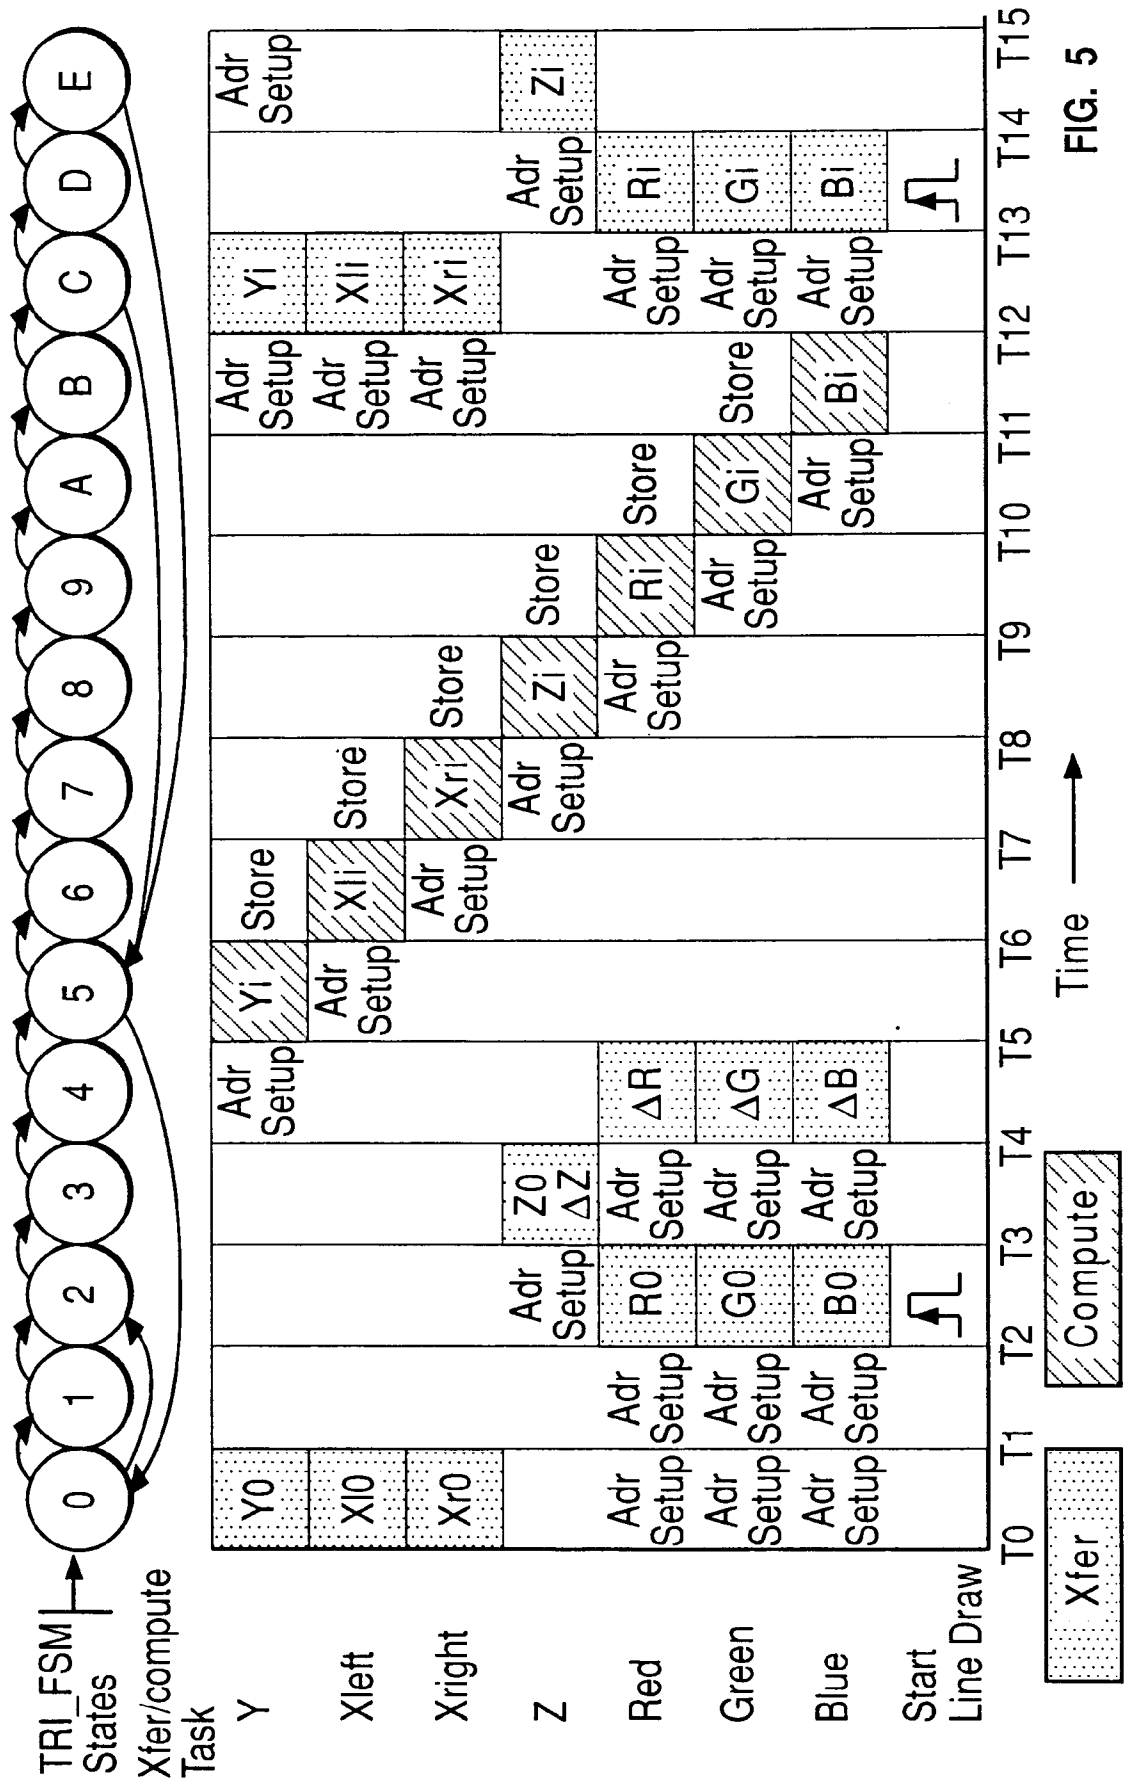 TRI_FSM States
0 1 2 3 4 5 6 7 8 9 A B C D E
Xfer/compute Task
Y Y0 Adr Setup Yi Store Adr Setup Yi Adr Setup
Xleft Xl0 Adr Setup Xli Store Adr Setup Xli
Xright Xr0 Adr Setup Xri Store Adr Setup Xri
Z Adr Setup Z0 ΔZ Adr Setup Zi Store Adr Setup Zi
Red Adr Setup Adr Setup R0 Adr Setup ΔR Adr Setup Ri Store Adr Setup Ri
Green Adr Setup Adr Setup G0 Adr Setup ΔG Adr Setup Gi Store Adr Setup Gi
Blue Adr Setup Adr Setup B0 Adr Setup ΔB Adr Setup Bi Adr Setup Bi
Start Line Draw
T0 T1 T2 T3 T4 T5 T6 T7 T8 T9 T10 T11 T12 T13 T14 T15
Xfer
Compute
Time
FIG. 5